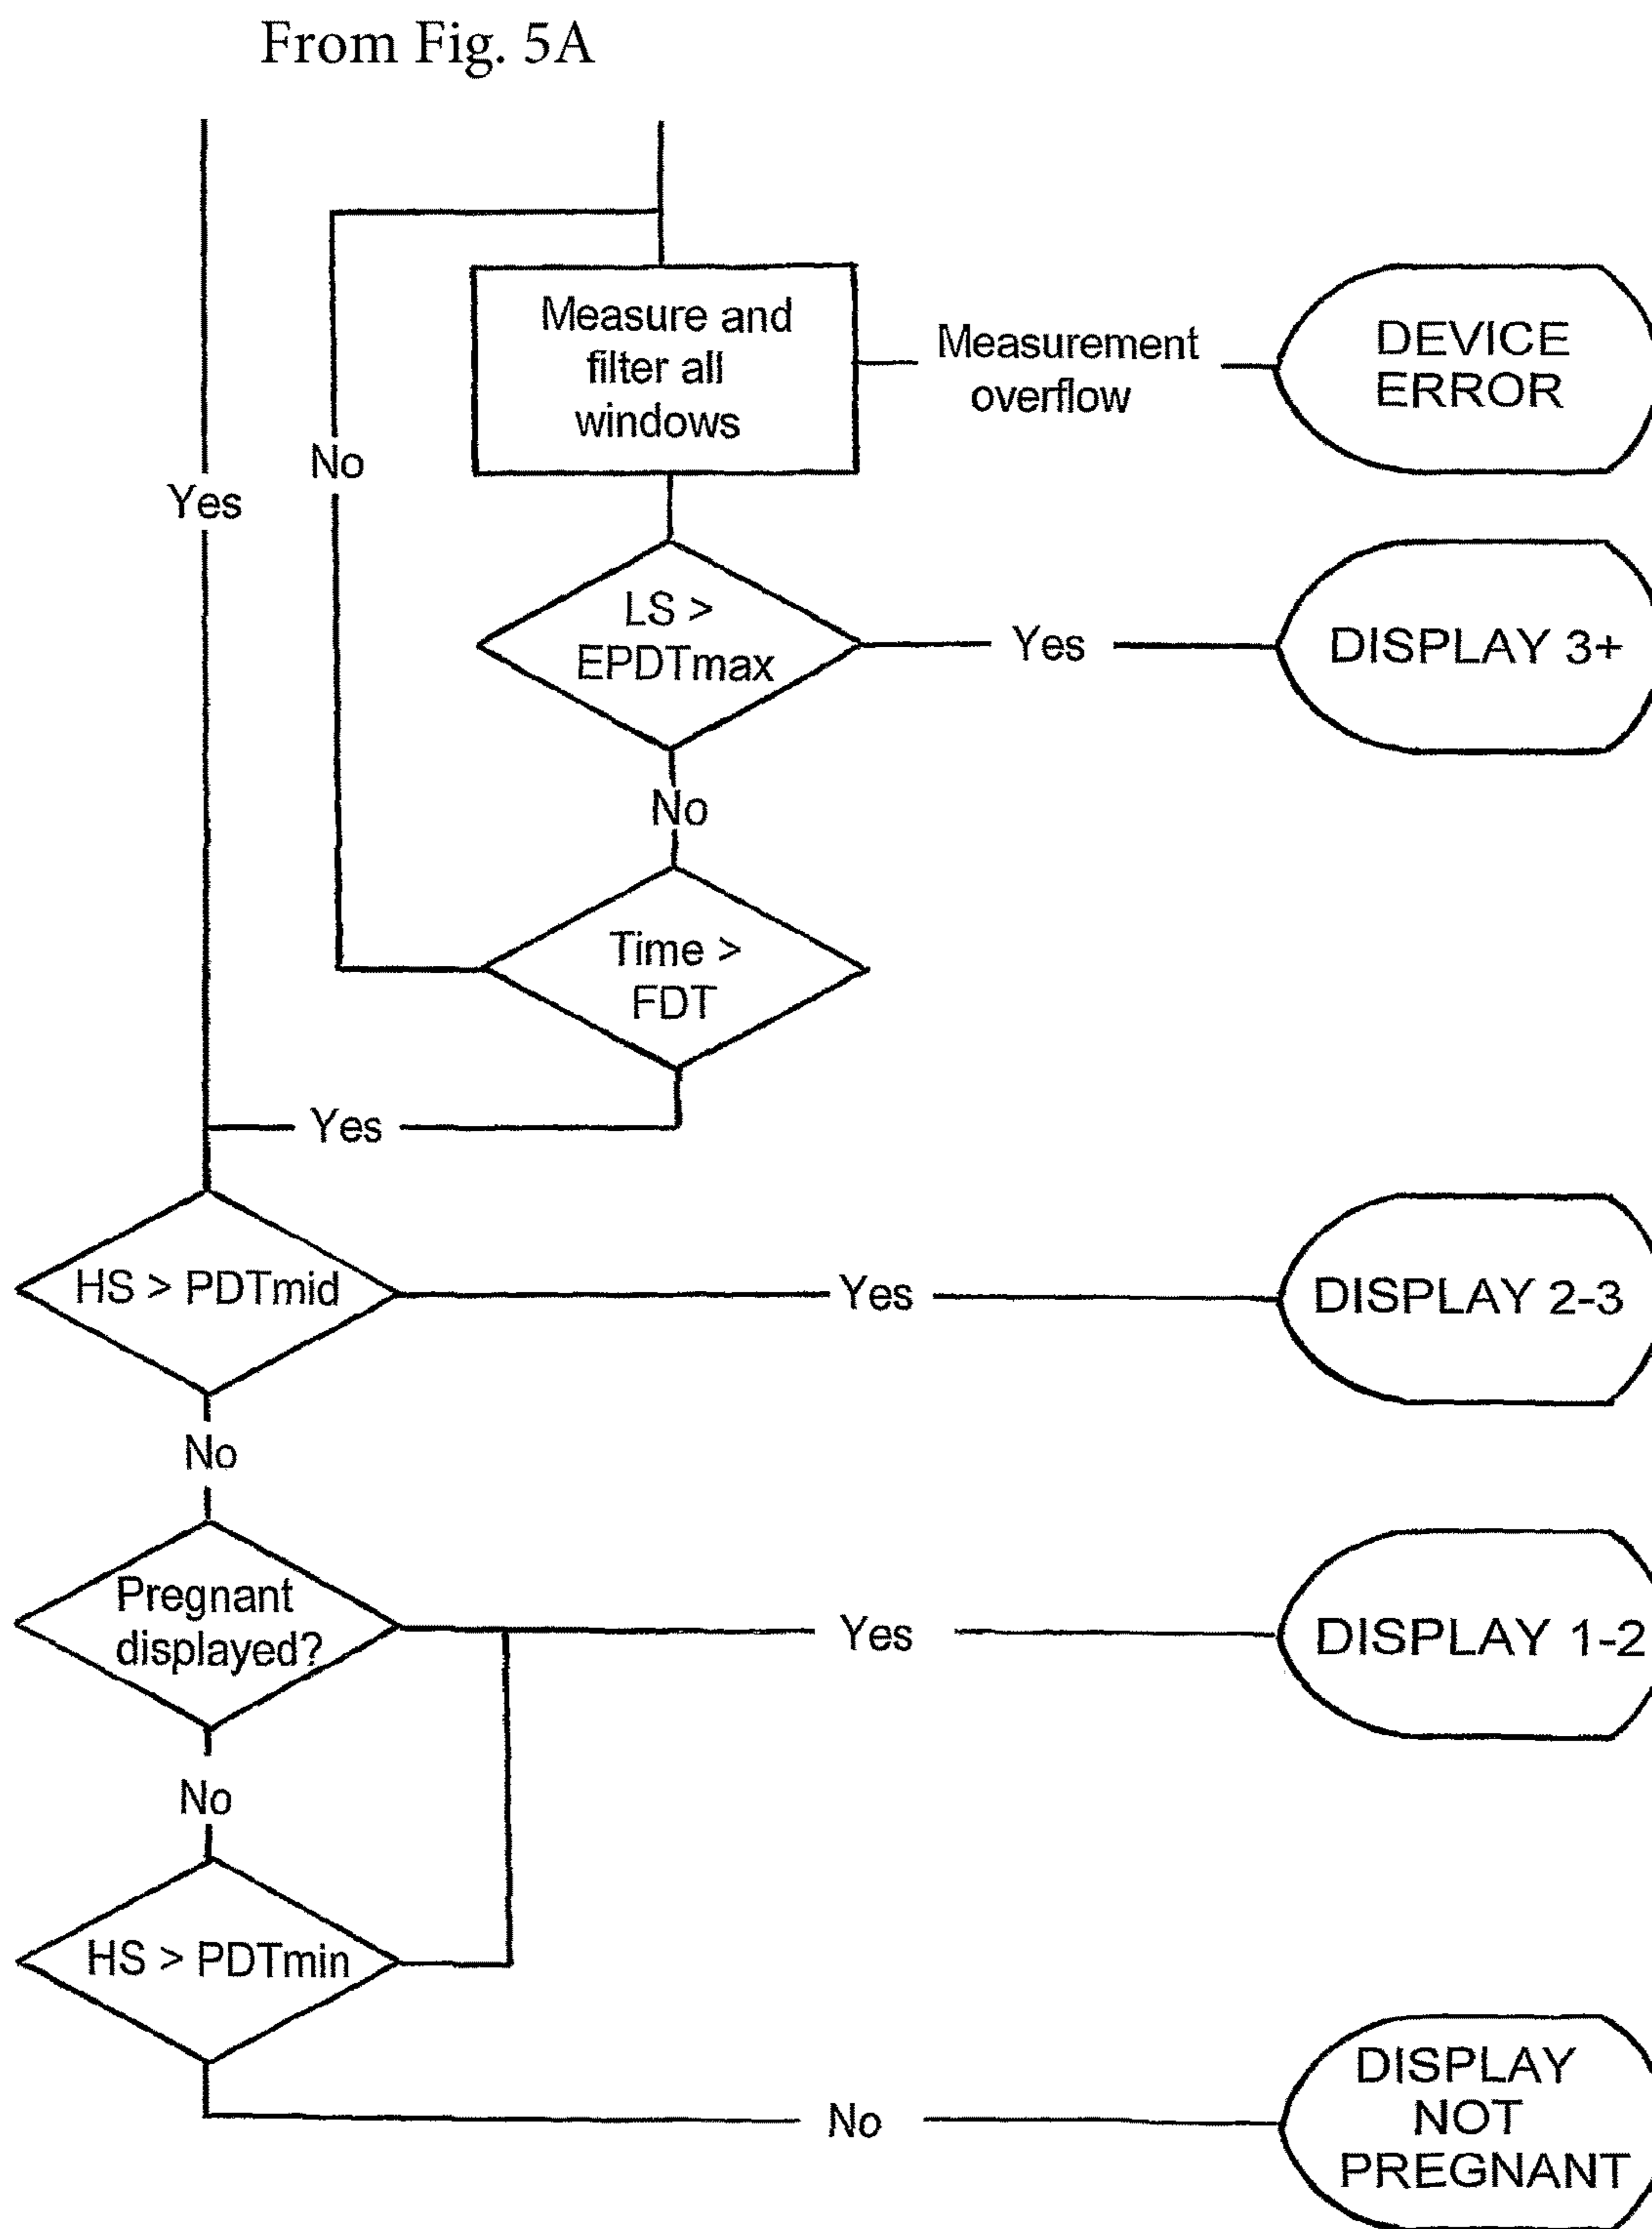 From Fig. 5A
Measure and
filter all
windows
Measurement
overflow
DEVICE
ERROR
No
Yes
LS >
EPDTmax
Yes
DISPLAY 3+
No
Time >
FDT
Yes
HS > PDTmid
Yes
DISPLAY 2-3
No
Pregnant
displayed?
Yes
DISPLAY 1-2
No
HS > PDTmin
No
DISPLAY
NOT
PREGNANT